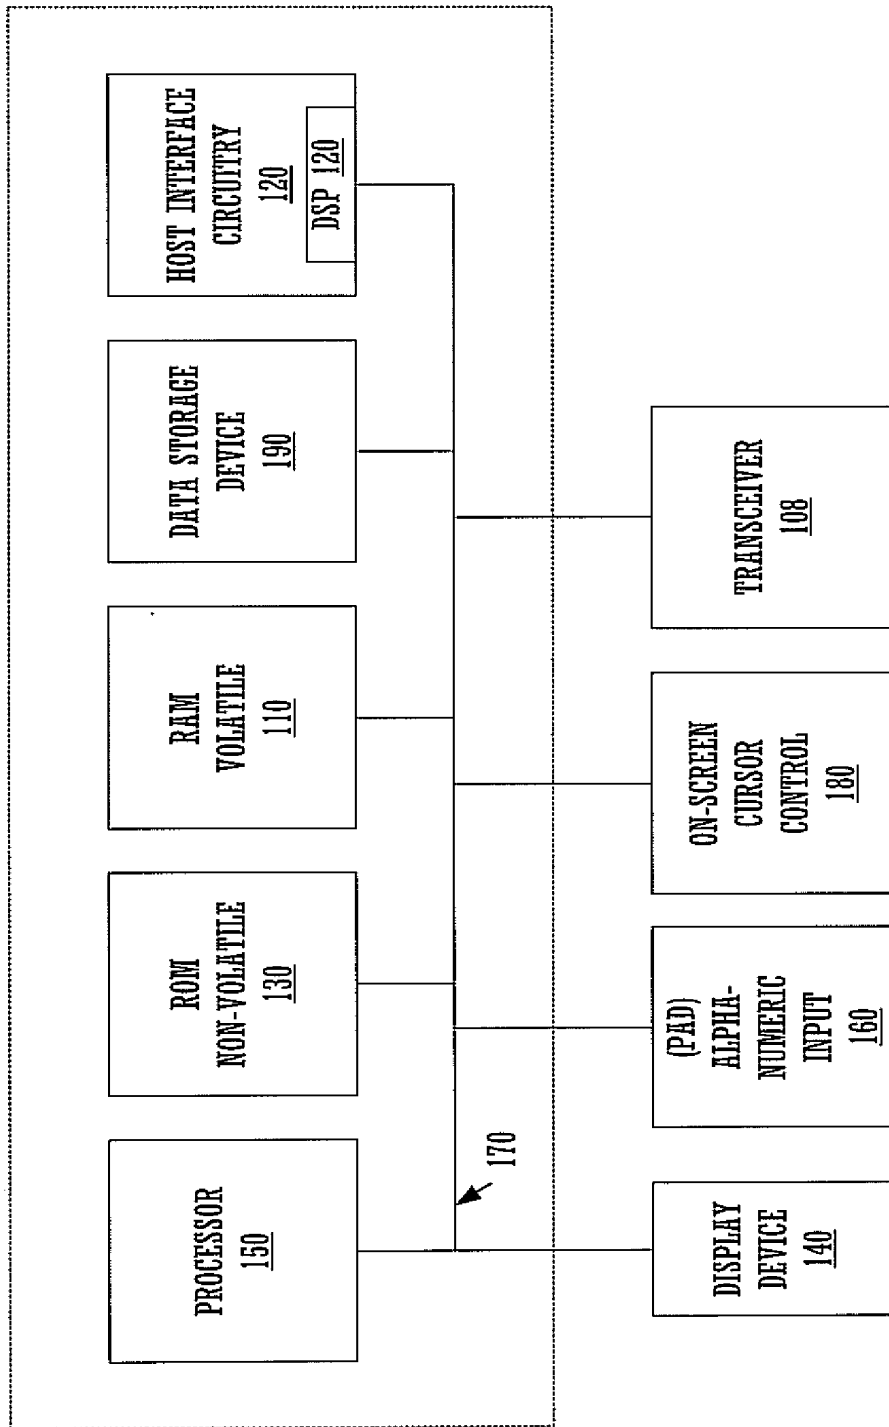 PROCESSOR
150
ROM
NON-VOLATILE
130
RAM
VOLATILE
110
DATA STORAGE
DEVICE
190
HOST INTERFACE
CIRCUITRY
120
DSP 120
170
DISPLAY
DEVICE
140
(PAD)
ALPHA-
NUMERIC
INPUT
160
ON-SCREEN
CURSOR
CONTROL
180
TRANSCEIVER
108